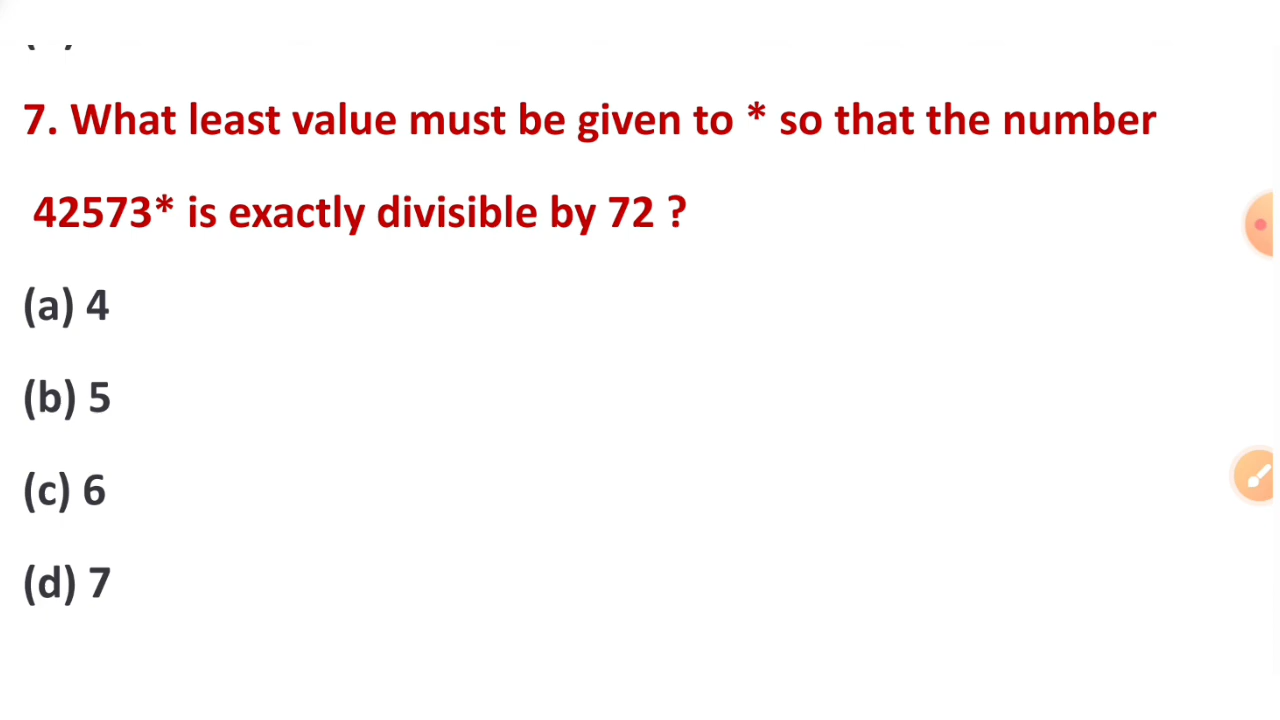 7. What least value must be given to * so that the number
42573* is exactly divisible by 72 ?
(a) 4
(b) 5
(c) 6
(d) 7